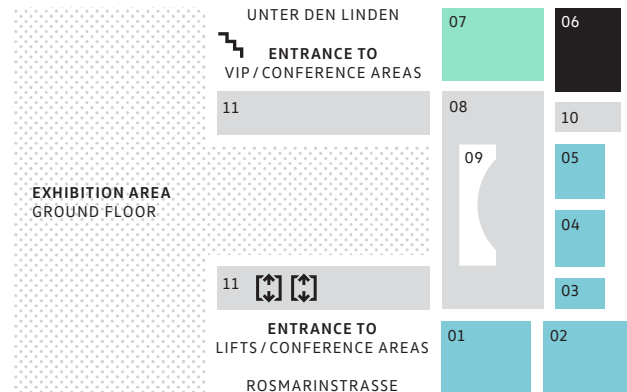 UNTER DEN LINDEN
ENTRANCE TO
VIP / CONFERENCE AREAS
11
EXHIBITION AREA
GROUND FLOOR
11
ENTRANCE TO
LIFTS / CONFERENCE AREAS
ROSMARINSTRASSE
07
06
08
10
09
05
04
03
01
02